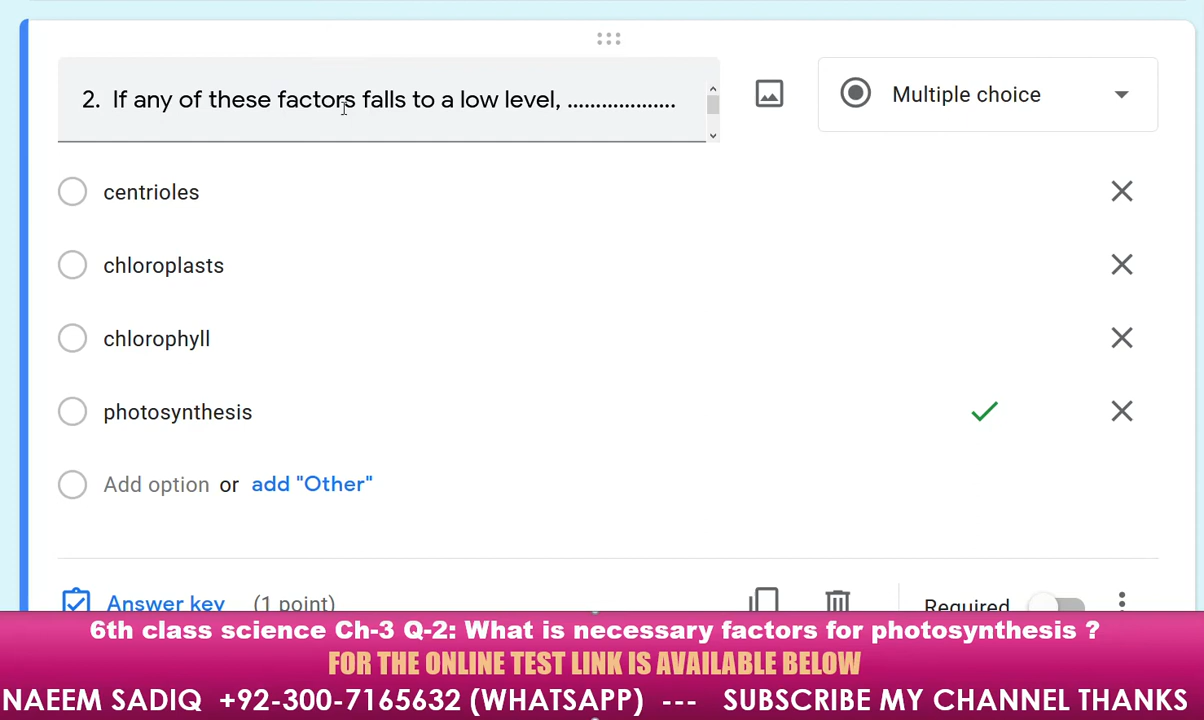 2. If any of these factors falls to a low level, ...................
Multiple choice
centrioles
chloroplasts
chlorophyll
photosynthesis
Add option or add "Other"
Answer key (1 point)
Required
6th class science Ch-3 Q-2: What is necessary factors for photosynthesis ?
FOR THE ONLINE TEST LINK IS AVAILABLE BELOW
NAEEM SADIQ +92-300-7165632 (WHATSAPP) --- SUBSCRIBE MY CHANNEL THANKS